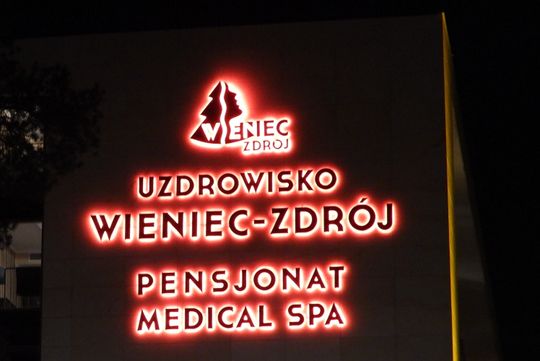 WIENIEC
ZDRÓJ
UZDROWISKO
WIENIEC-ZDRÓJ
PENSJONAT
MEDICAL SPA